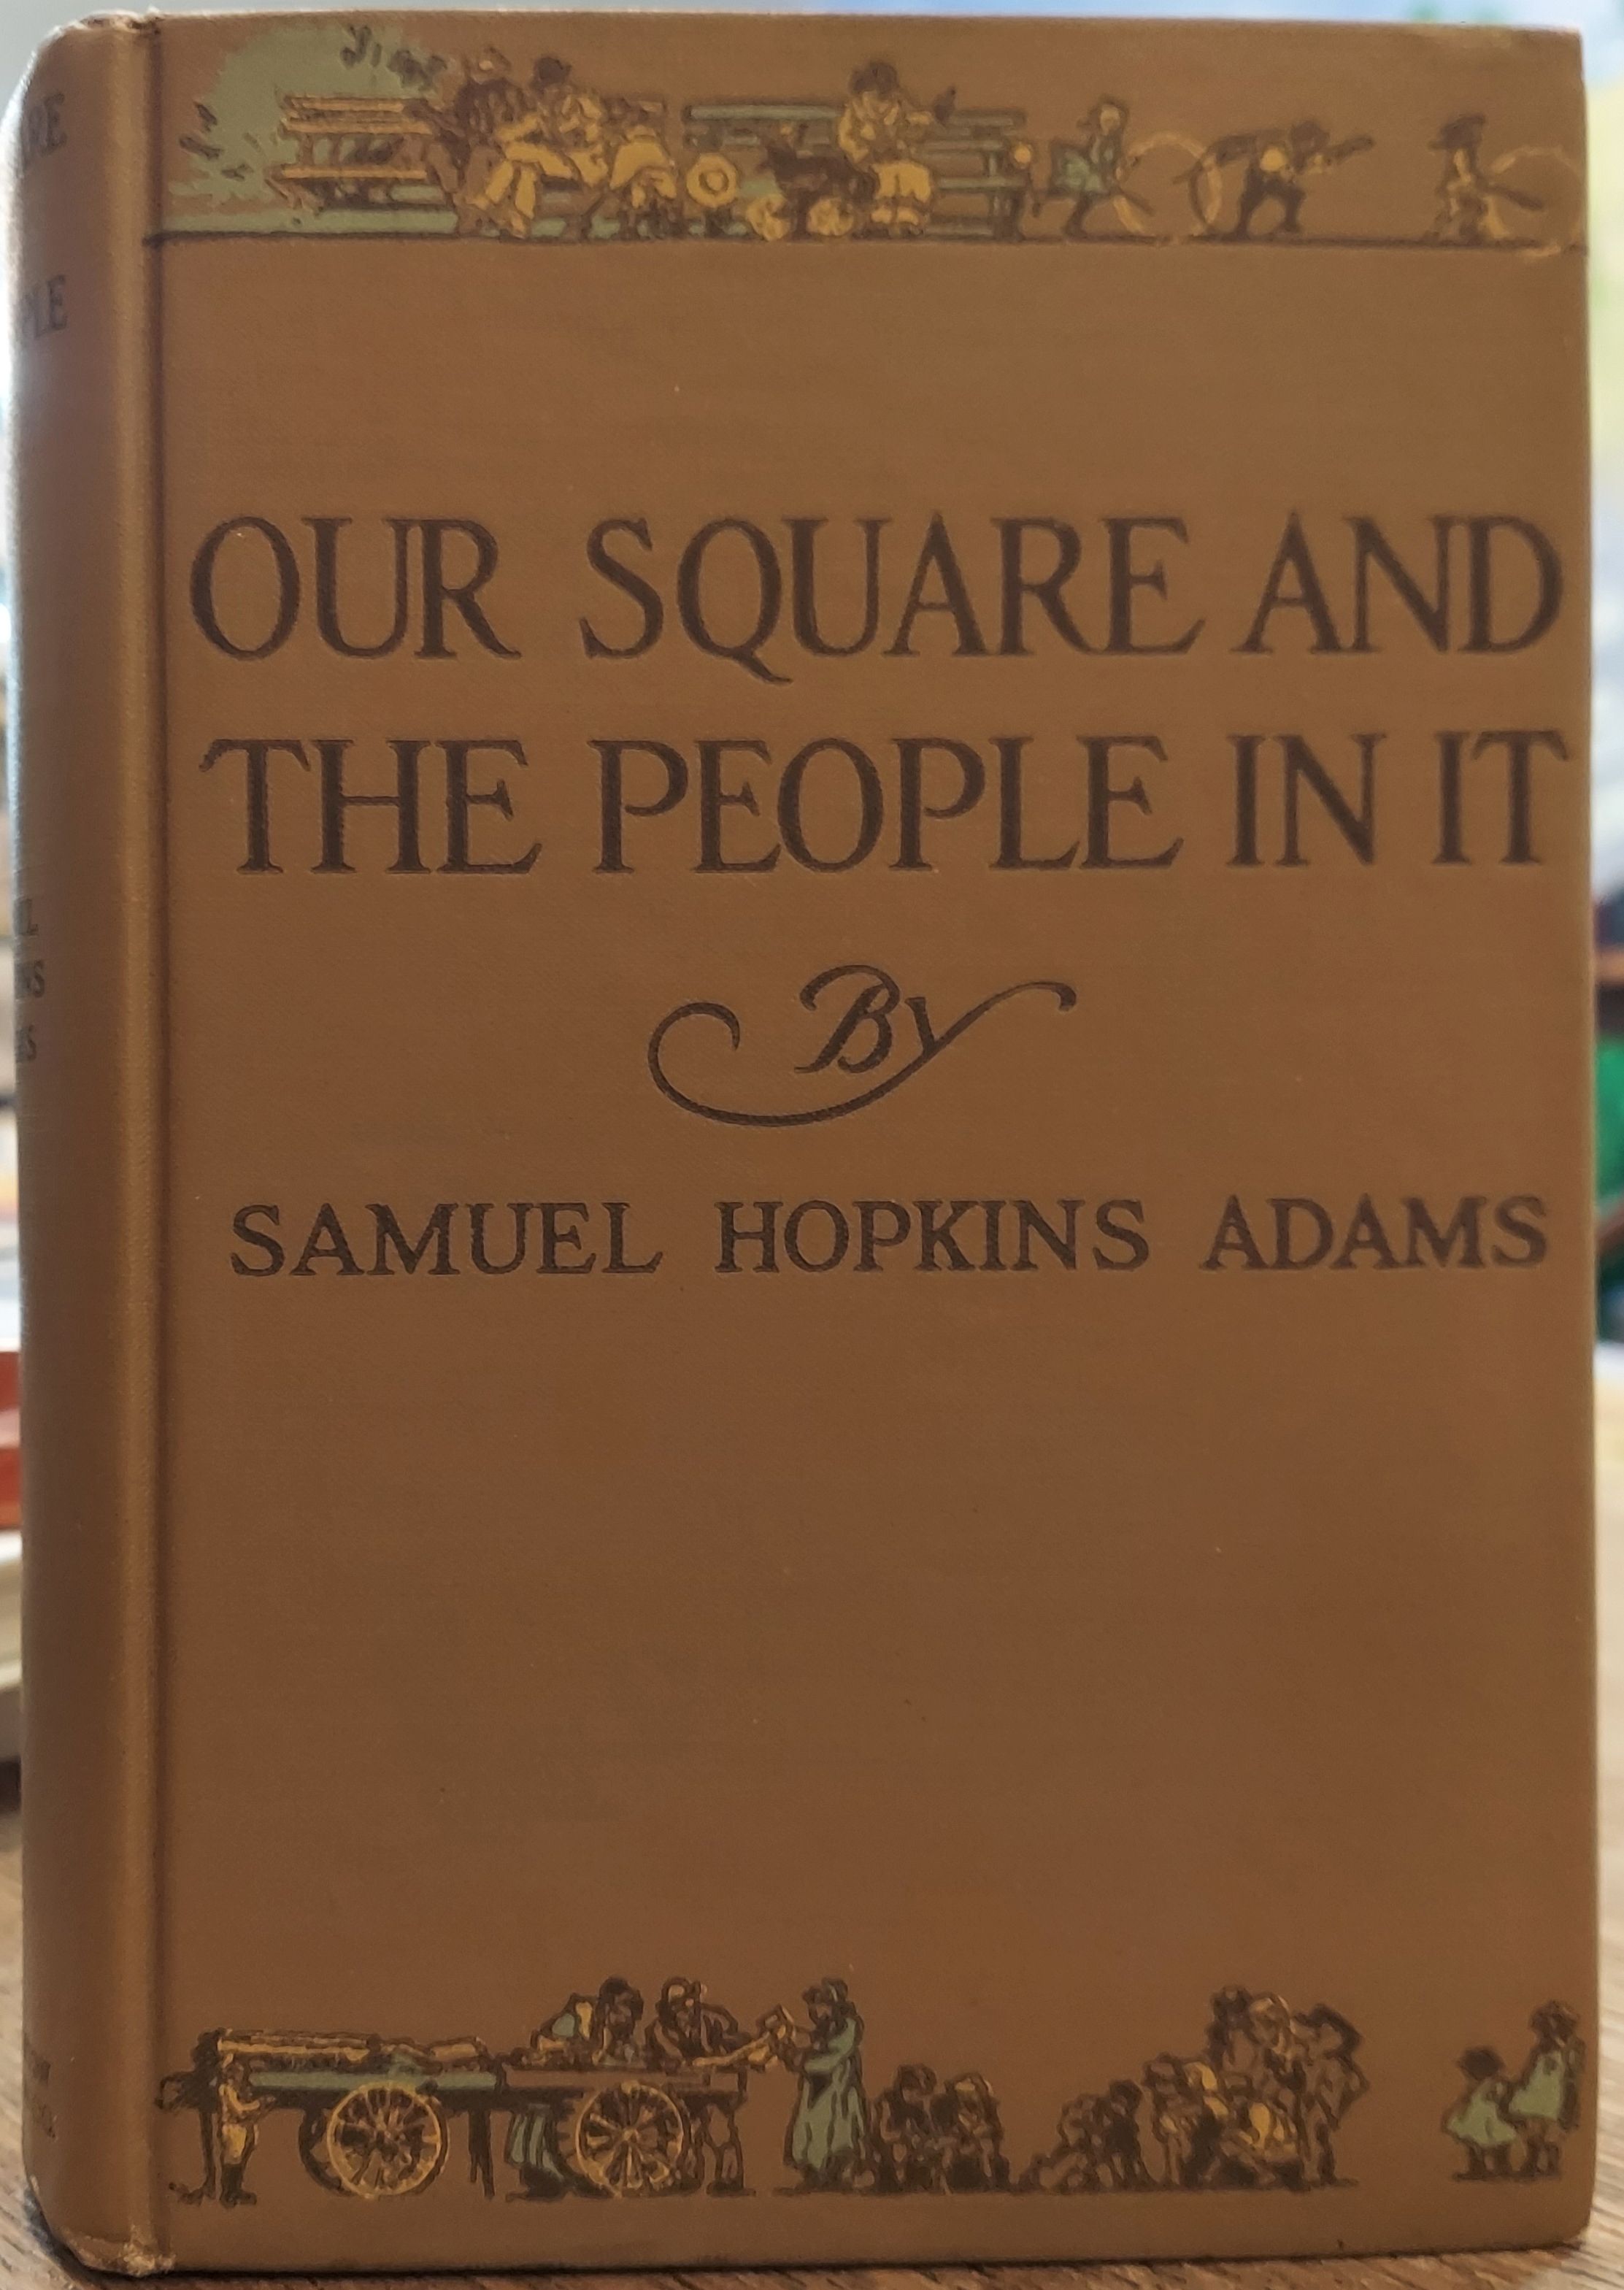 OUR SQUARE AND
THE PEOPLE IN IT
By
SAMUEL HOPKINS ADAMS